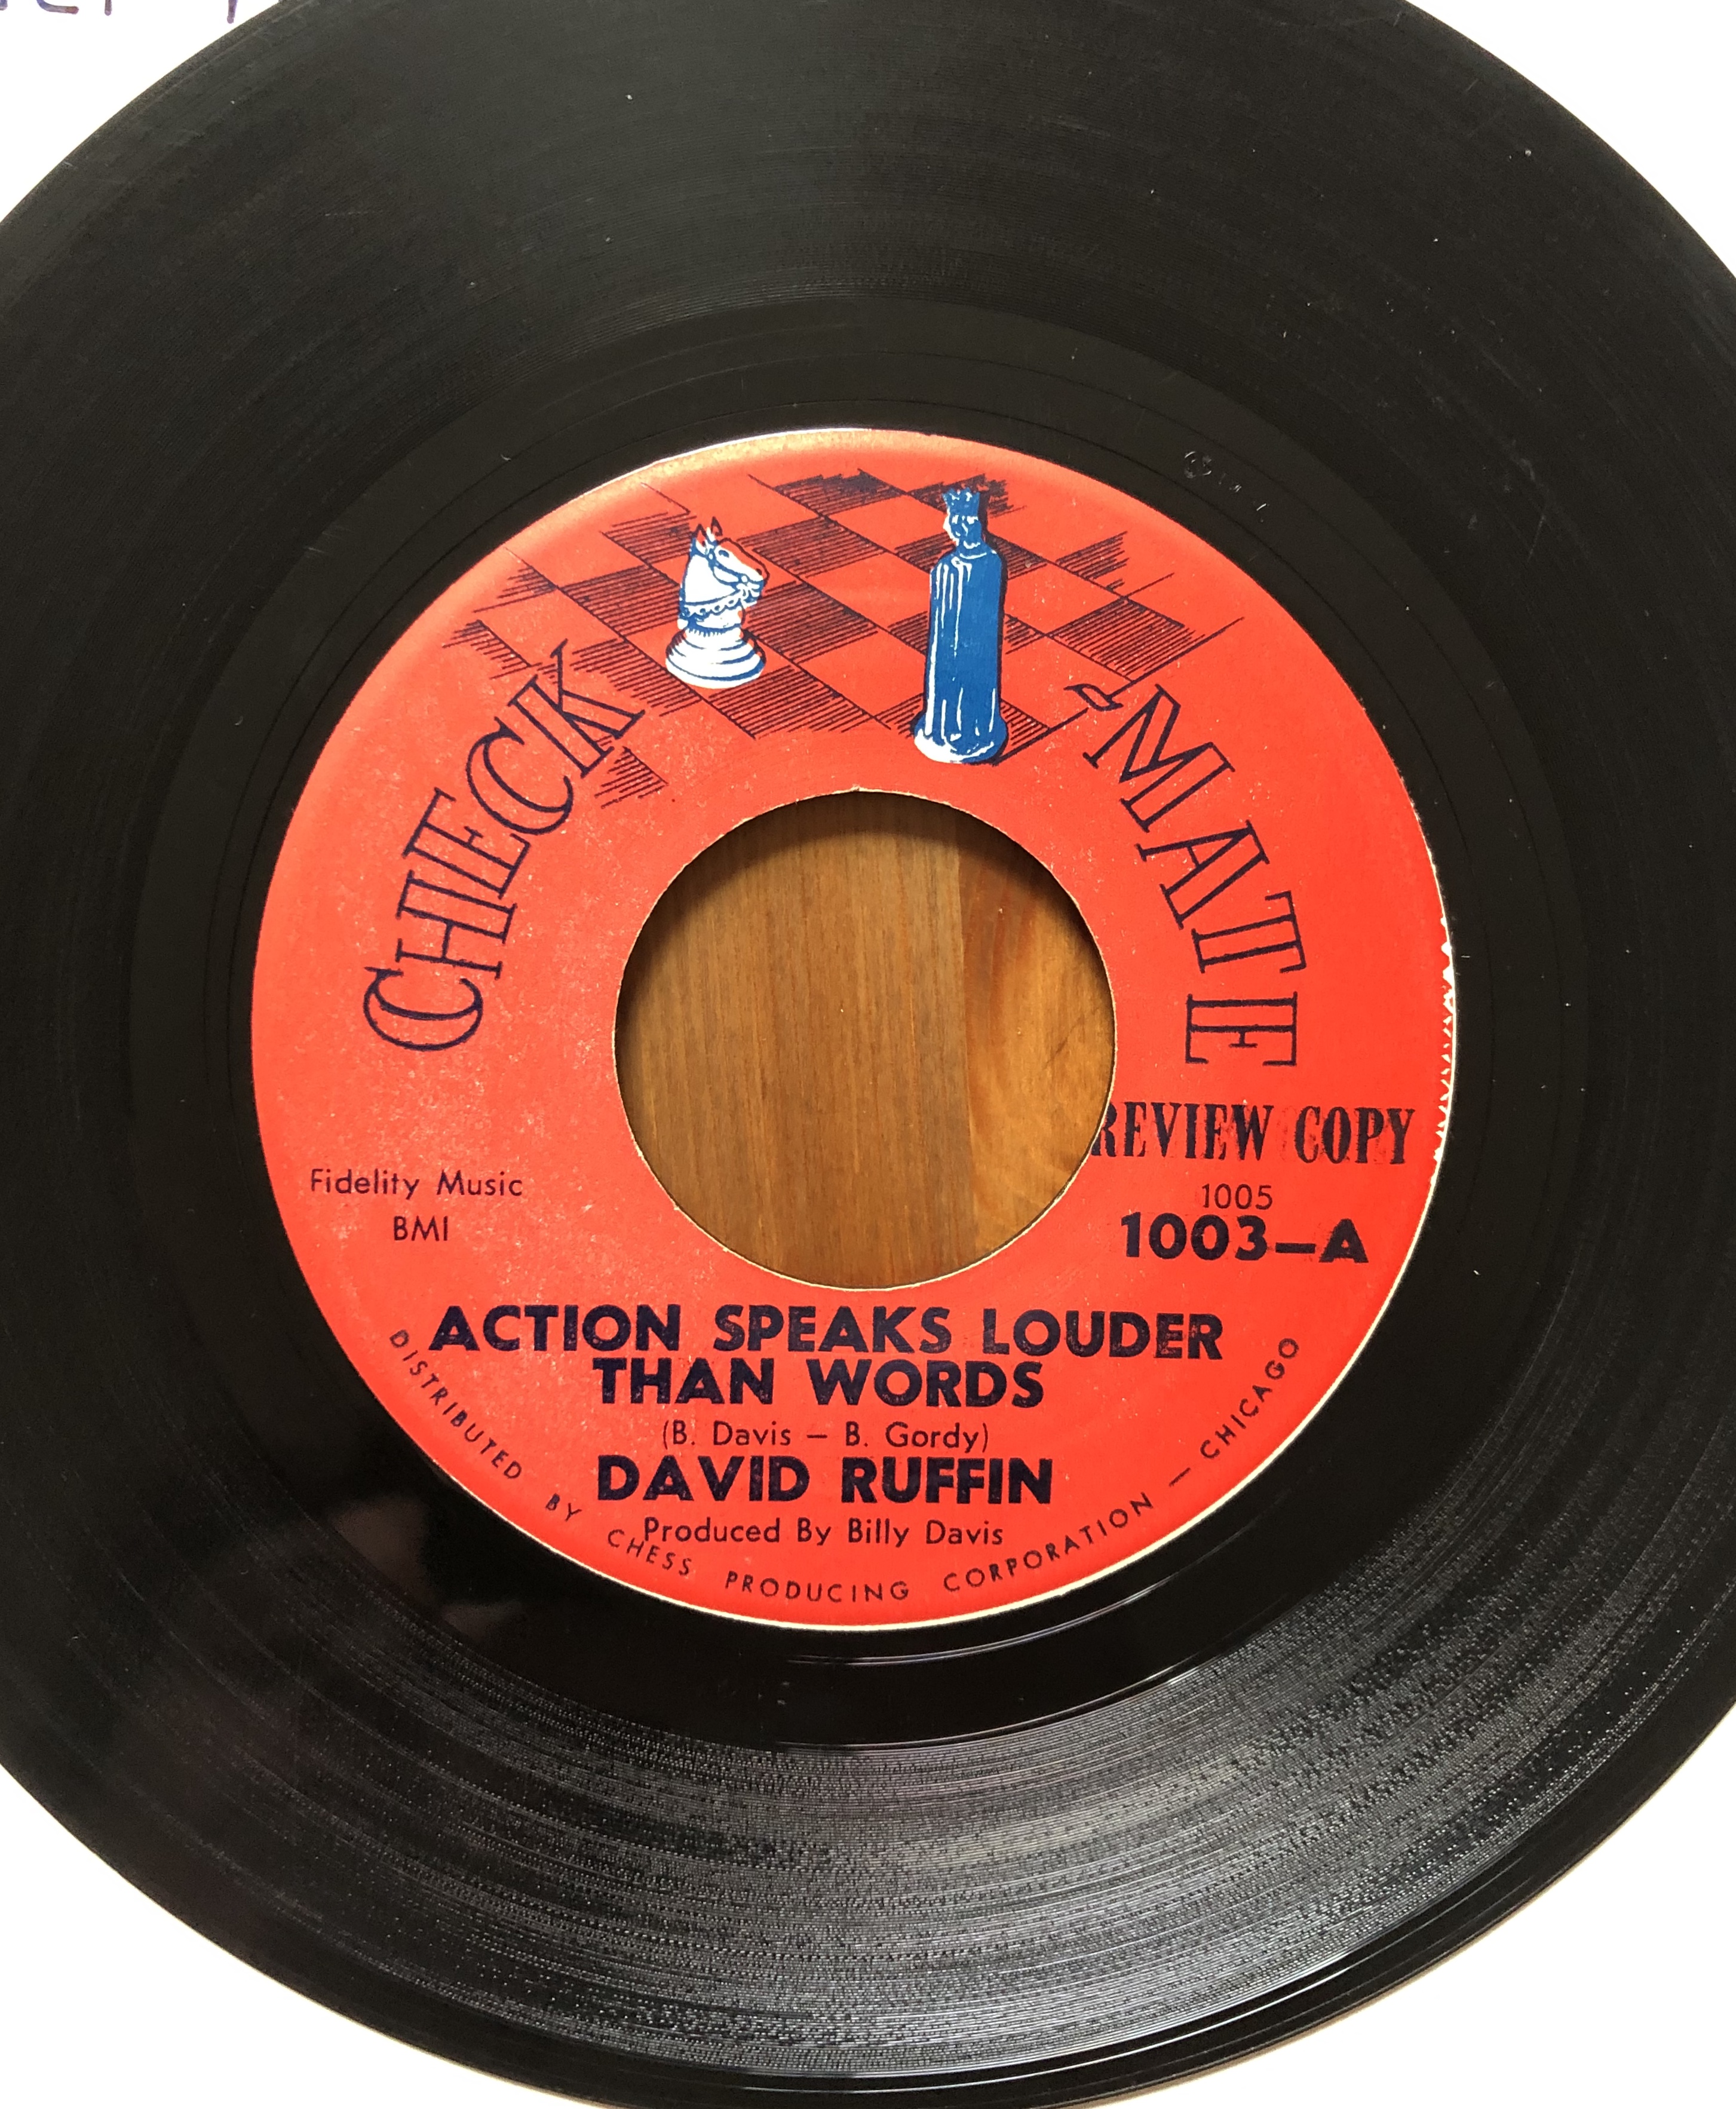 CHECK MATE
REVIEW COPY
Fidelity Music
BMI
1005
1003-A
ACTION SPEAKS LOUDER
THAN WORDS
(B. Davis - B. Gordy)
DAVID RUFFIN
Produced By Billy Davis
DISTRIBUTED BY CHESS PRODUCING CORPORATION - CHICAGO